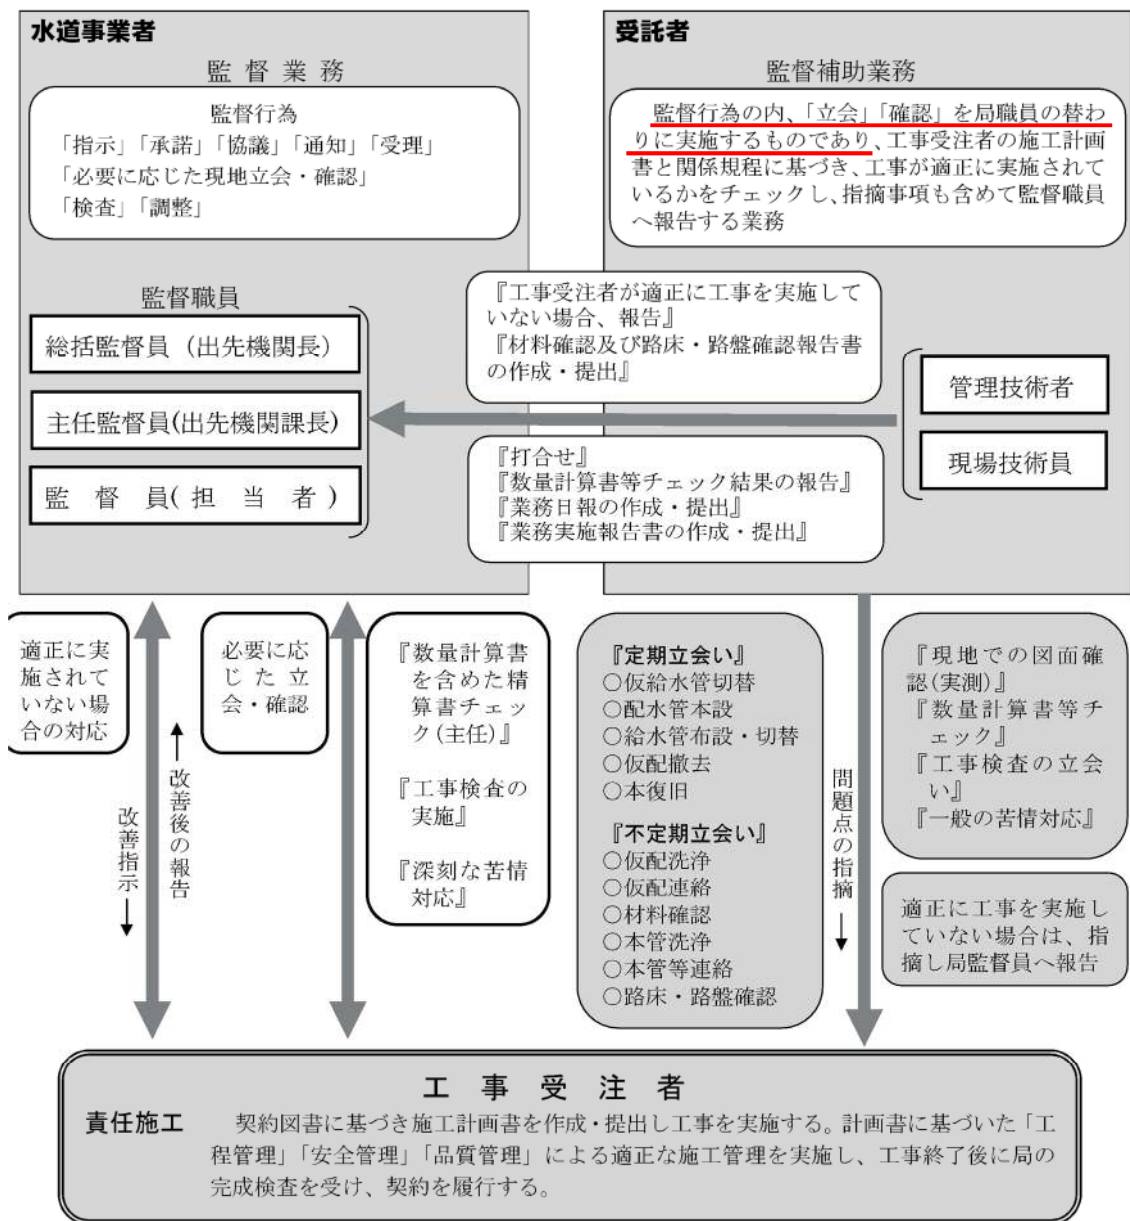 水道事業者
監 督 業 務
監督行為
「指示」「承諾」「協議」「通知」「受理」
「必要に応じた現地立会・確認」
「検査」「調整」
監督職員
総括監督員（出先機関長）
主任監督員(出先機関課長)
監 督 員( 担 当 者 )
受託者
監督補助業務
監督行為の内、「立会」「確認」を局職員の替わ
りに実施するものであり、工事受注者の施工計画
書と関係規程に基づき、工事が適正に実施されて
いるかをチェックし、指摘事項も含めて監督職員
へ報告する業務
『工事受注者が適正に工事を実施して
いない場合、報告』
『材料確認及び路床・路盤確認報告書
の作成・提出』
管理技術者
現場技術員
『打合せ』
『数量計算書等チェック結果の報告』
『業務日報の作成・提出』
『業務実施報告書の作成・提出』
適正に実
施されて
いない場
合の対応
改善指示
改善後の報告
必要に応
じた立
会・確認
『数量計算書
を含めた精
算書チェッ
ク(主任)』
『工事検査の
実施』
『深刻な苦情
対応』
『定期立会い』
○仮給水管切替
○配水管本設
○給水管布設・切替
○仮配撤去
○本復旧
『不定期立会い』
○仮配洗浄
○仮配連絡
○材料確認
○本管洗浄
○本管等連絡
○路床・路盤確認
問題点の指摘
『現地での図面確
認(実測)』
『数量計算書等チ
ェック』
『工事検査の立会
い』
『一般の苦情対応』
適正に工事を実施し
ていない場合は、指
摘し局監督員へ報告
工 事 受 注 者
責任施工 契約図書に基づき施工計画書を作成・提出し工事を実施する。計画書に基づいた「工
程管理」「安全管理」「品質管理」による適正な施工管理を実施し、工事終了後に局の
完成検査を受け、契約を履行する。